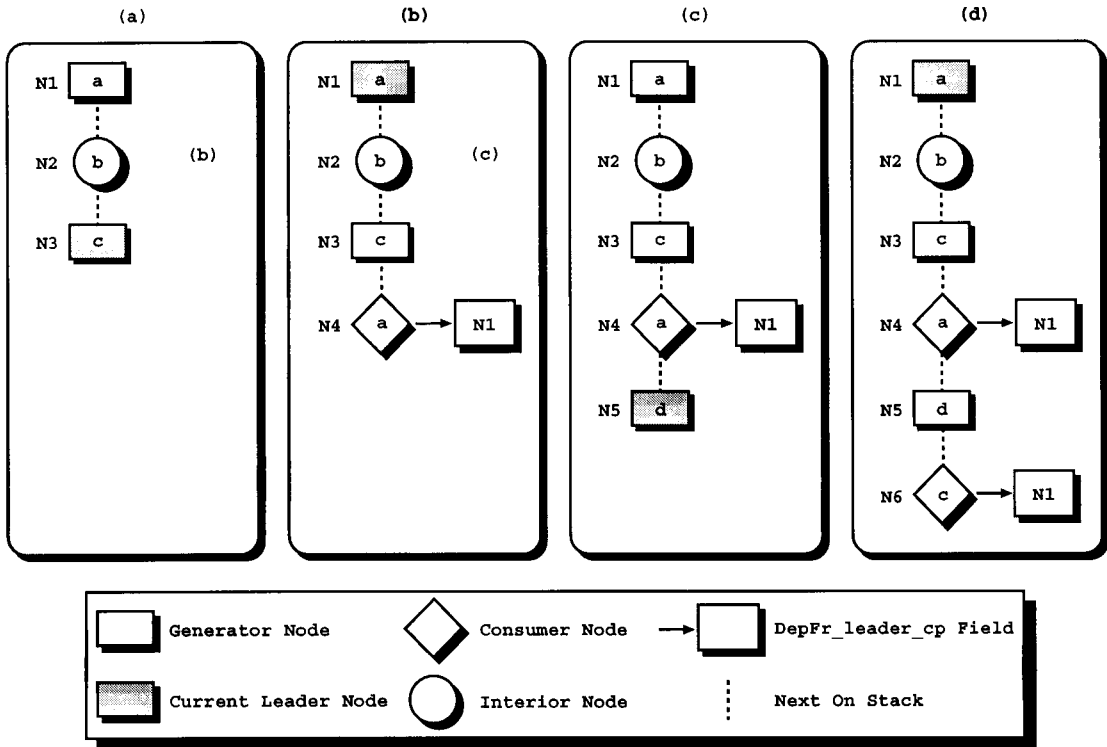 (a) (b) (c) (d)
N1 a N1 a N1 a N1 a
N2 b (b) N2 b (c) N2 b N2 b
N3 c N3 c N3 c N3 c
N4 a N1 N4 a N1 N4 a N1
N5 d N5 d
N6 c N1
Generator Node Consumer Node DepFr_leader_cp Field
Current Leader Node Interior Node Next On Stack